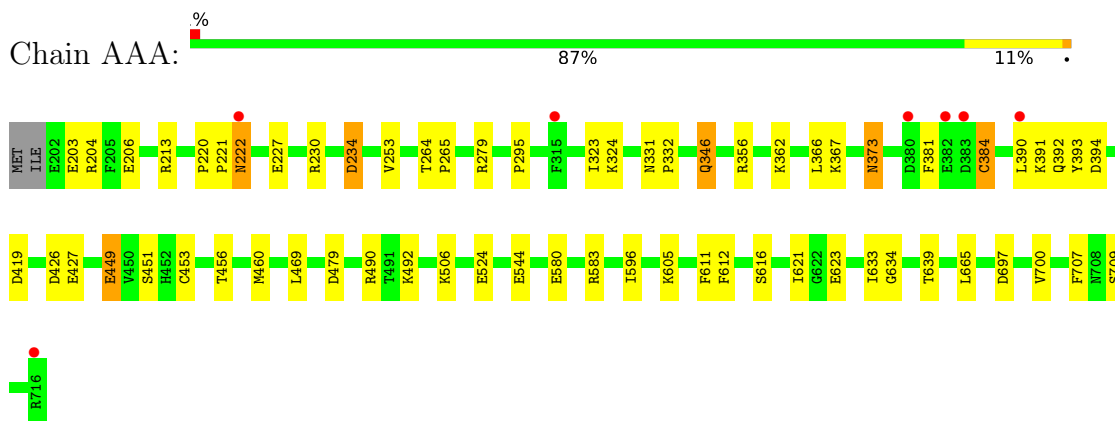 .%
Chain AAA:
87% 11% •
MET ILE E202 E203 R204 F205 E206 R213 P220 P221 N222 E227 R230 D234 V253 T264 P265 R279 P295 F315 I323 K324 N331 P332 Q346 R356 K362 L366 K367 N373 D380 F381 E382 D383 C384 L390 K391 Q392 Y393 D394
D419 D426 E427 E449 V450 S451 H452 C453 T456 M460 L469 D479 R490 T491 K492 K506 E524 E544 E580 R583 I596 K605 F611 F612 S616 I621 G622 E623 I633 G634 T639 L665 D697 V700 F707 N708 S709
R716